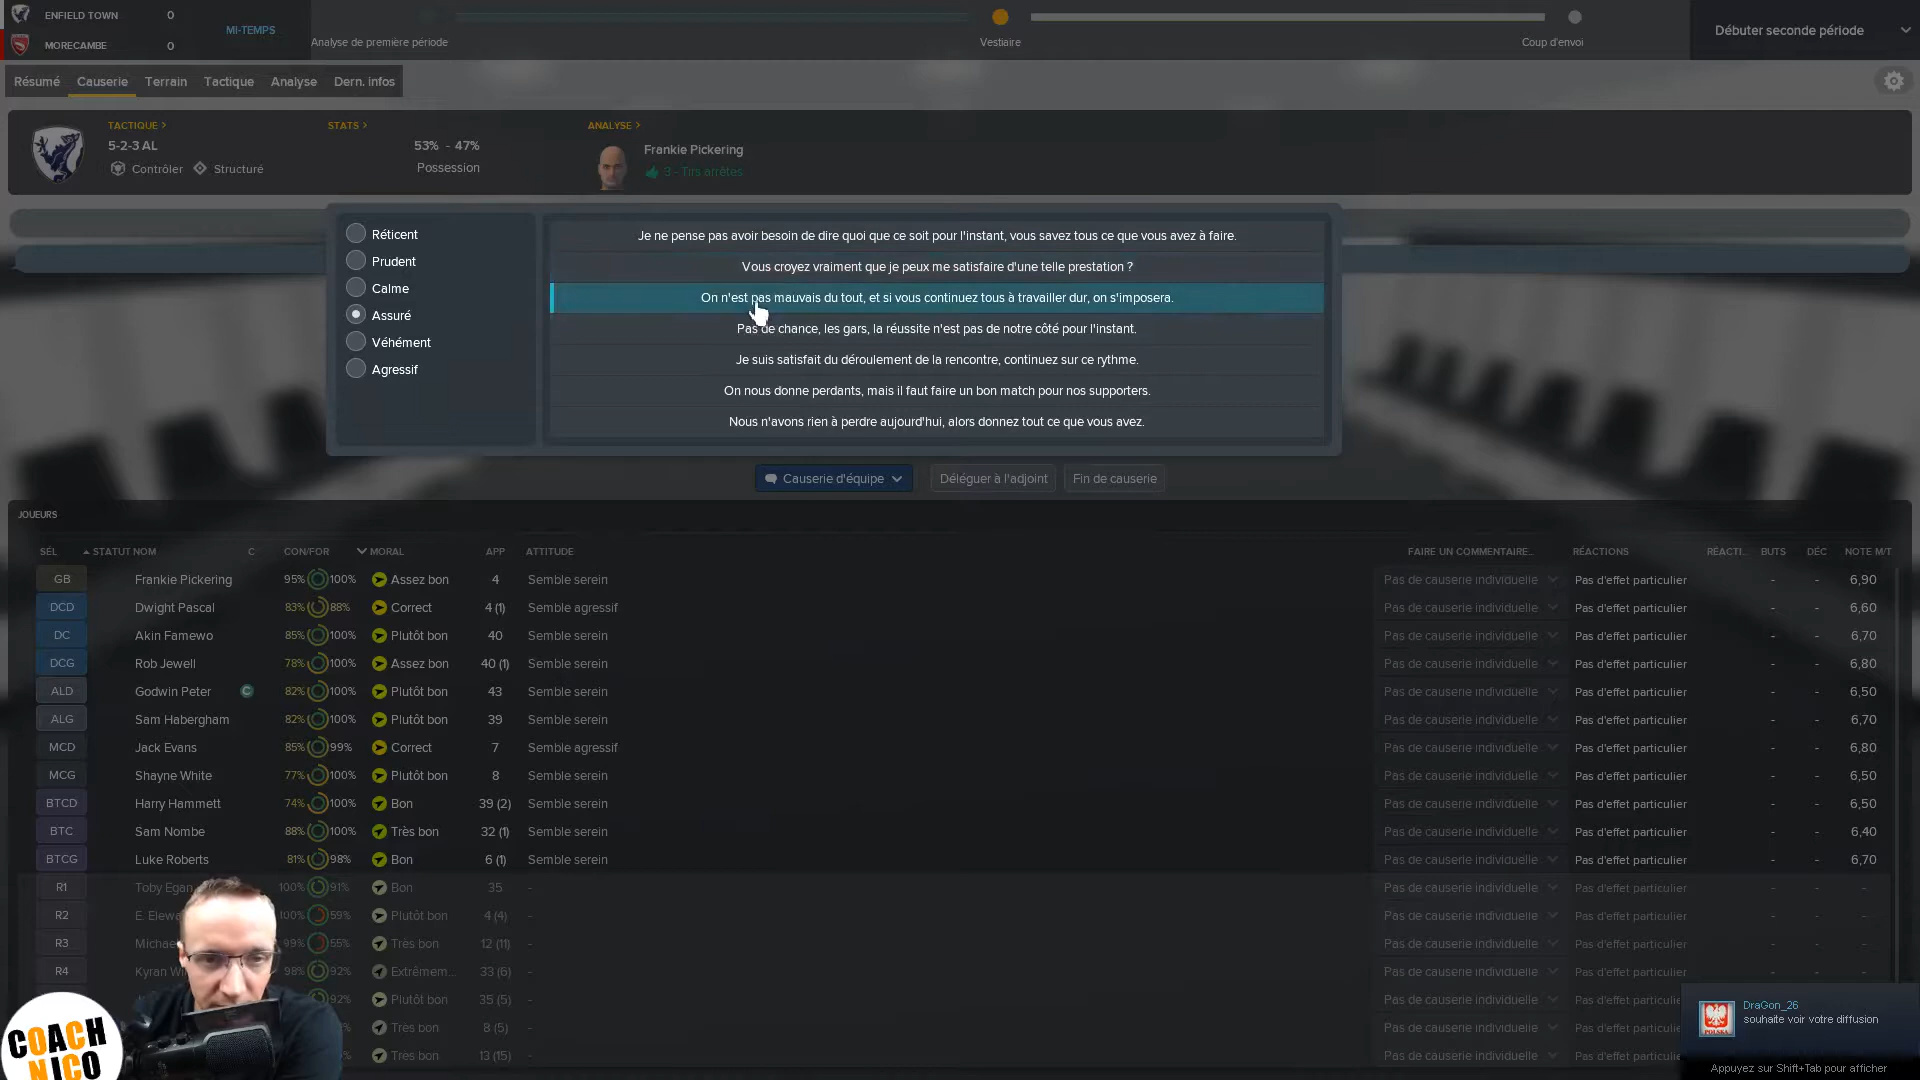 ENFIELD TOWN 0
MORECAMBE 0
MI-TEMPS
Analyse de première période
Vestiaire
Coup d'envoi
Débuter seconde période
Résumé Causerie Terrain Tactique Analyse Dern. infos
TACTIQUE >
5-2-3 AL
Contrôler Structuré
STATS >
53% - 47%
Possession
ANALYSE >
Frankie Pickering
3 - Tirs arrêtés
Réticent
Prudent
Calme
Assuré
Véhément
Agressif
Je ne pense pas avoir besoin de dire quoi que ce soit pour l'instant, vous savez tous ce que vous avez à faire.
Vous croyez vraiment que je peux me satisfaire d'une telle prestation ?
On n'est pas mauvais du tout, et si vous continuez tous à travailler dur, on s'imposera.
Pas de chance, les gars, la réussite n'est pas de notre côté pour l'instant.
Je suis satisfait du déroulement de la rencontre, continuez sur ce rythme.
On nous donne perdants, mais il faut faire un bon match pour nos supporters.
Nous n'avons rien à perdre aujourd'hui, alors donnez tout ce que vous avez.
Causerie d'équipe Déléguer à l'adjoint Fin de causerie
JOUEURS
SÉL STATUT NOM C CON/FOR MORAL APP ATTITUDE FAIRE UN COMMENTAIRE... RÉACTIONS RÉACTI... BUTS DÉC NOTE M/T
GB Frankie Pickering 95% 100% Assez bon 4 Semble serein Pas de causerie individuelle Pas d'effet particulier - - 6,90
DCD Dwight Pascal 83% 88% Correct 4 (1) Semble agressif Pas de causerie individuelle Pas d'effet particulier - - 6,60
DC Akin Famewo 85% 100% Plutôt bon 40 Semble serein Pas de causerie individuelle Pas d'effet particulier - - 6,70
DCG Rob Jewell 78% 100% Assez bon 40 (1) Semble serein Pas de causerie individuelle Pas d'effet particulier - - 6,80
ALD Godwin Peter C 82% 100% Plutôt bon 43 Semble serein Pas de causerie individuelle Pas d'effet particulier - - 6,50
ALG Sam Habergham 82% 100% Plutôt bon 39 Semble serein Pas de causerie individuelle Pas d'effet particulier - - 6,70
MCD Jack Evans 85% 99% Correct 7 Semble agressif Pas de causerie individuelle Pas d'effet particulier - - 6,80
MCG Shayne White 77% 100% Plutôt bon 8 Semble serein Pas de causerie individuelle Pas d'effet particulier - - 6,50
BTCD Harry Hammett 74% 100% Bon 39 (2) Semble serein Pas de causerie individuelle Pas d'effet particulier - - 6,50
BTC Sam Nombe 88% 100% Très bon 32 (1) Semble serein Pas de causerie individuelle Pas d'effet particulier - - 6,40
BTCG Luke Roberts 81% 98% Bon 6 (1) Semble serein Pas de causerie individuelle Pas d'effet particulier - - 6,70
R1 Toby Egan 100% 91% Bon 35 - Pas de causerie individuelle Pas d'effet particulier - - -
R2 E. Elewa 100% 59% Plutôt bon 4 (4) - Pas de causerie individuelle Pas d'effet particulier - - -
R3 Michae 99% 55% Très bon 12 (11) - Pas de causerie individuelle Pas d'effet particulier - - -
R4 Kyran W 98% 92% Extrêmem... 33 (6) - Pas de causerie individuelle Pas d'effet particulier - - -
92% Plutôt bon 35 (5) - Pas de causerie individuelle Pas d'effet particulier
Très bon 8 (5) - Pas de causerie individuelle Pas d'effet particulier
Très bon 13 (15) - Pas de causerie individuelle Pas d'effet particulier
COACH
NICO
POLSKA
DraGon_26
souhaite voir votre diffusion
Appuyez sur Shift+Tab pour afficher